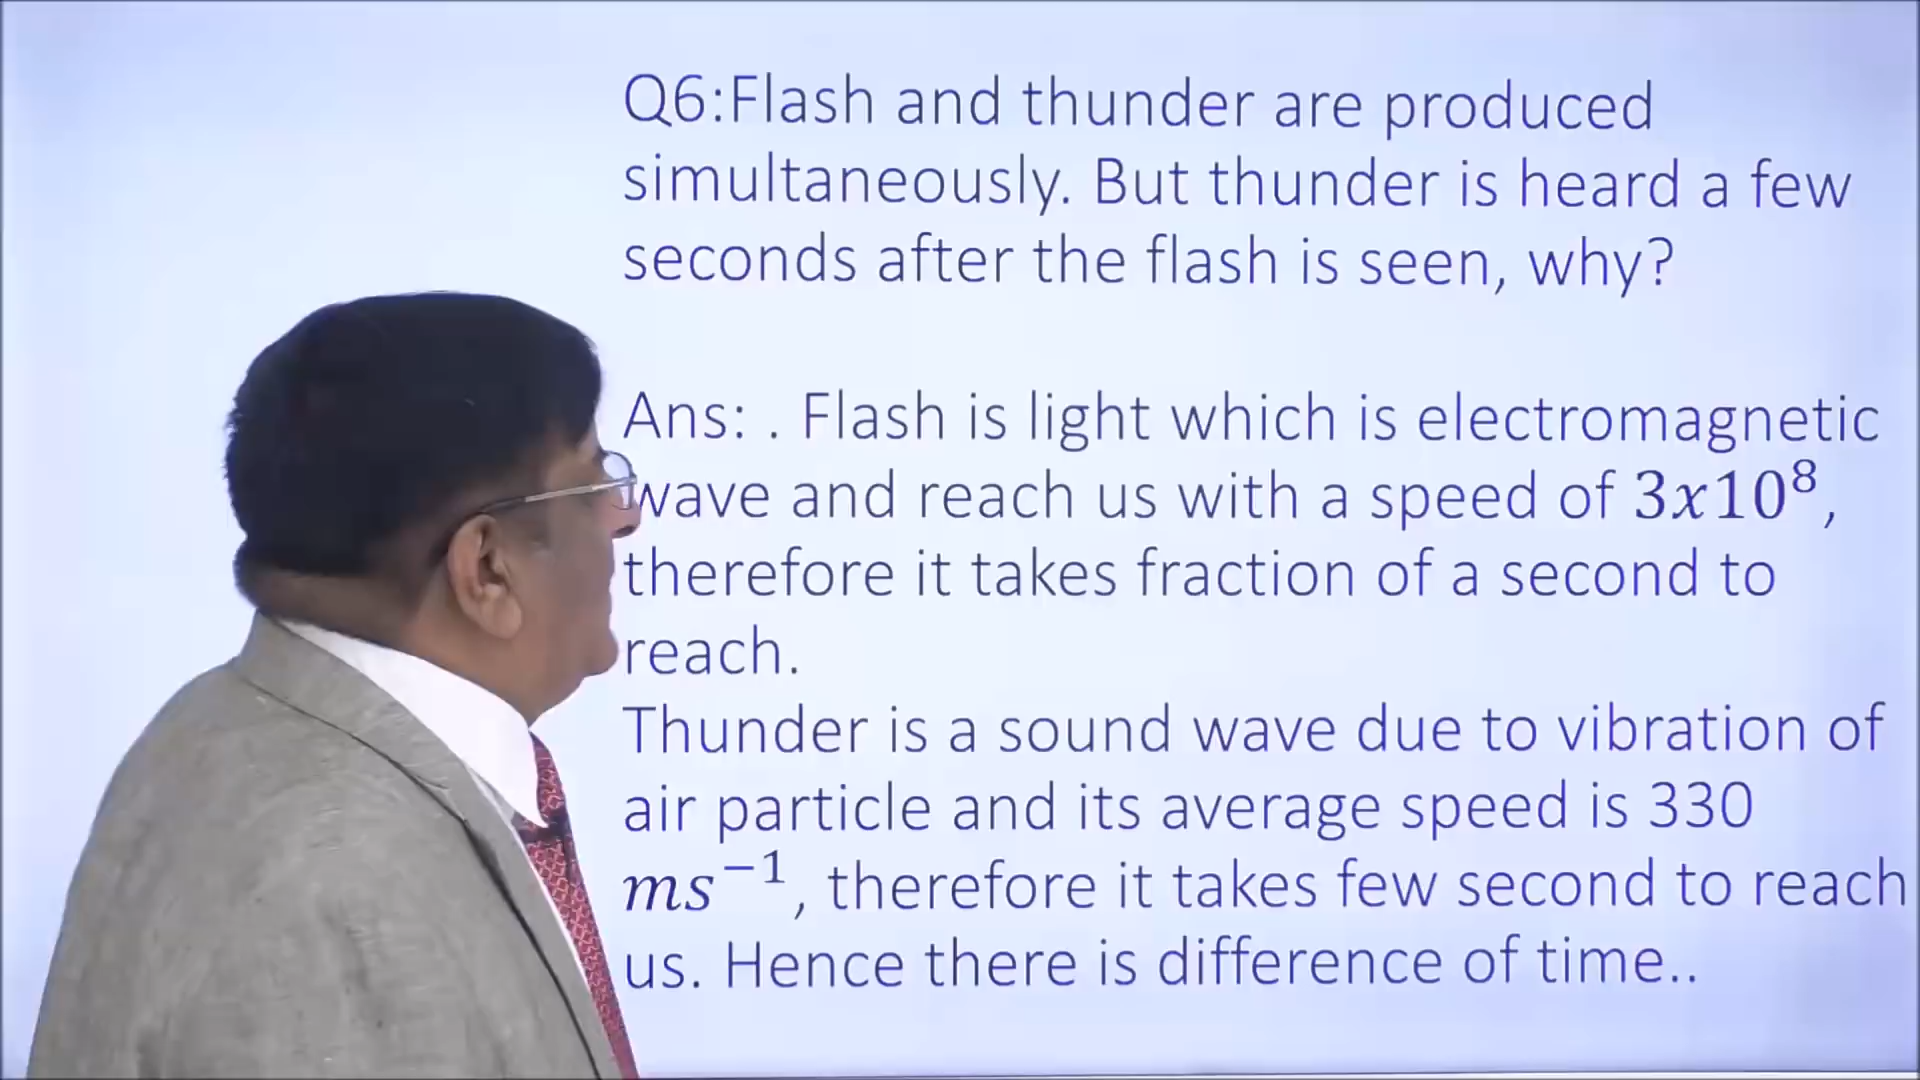 Q6:Flash and thunder are produced
simultaneously. But thunder is heard a few
seconds after the flash is seen, why?
Ans: . Flash is light which is electromagnetic
wave and reach us with a speed of 3x10⁸,
therefore it takes fraction of a second to
reach.
Thunder is a sound wave due to vibration of
air particle and its average speed is 330
ms⁻¹, therefore it takes few second to reach
us. Hence there is difference of time..